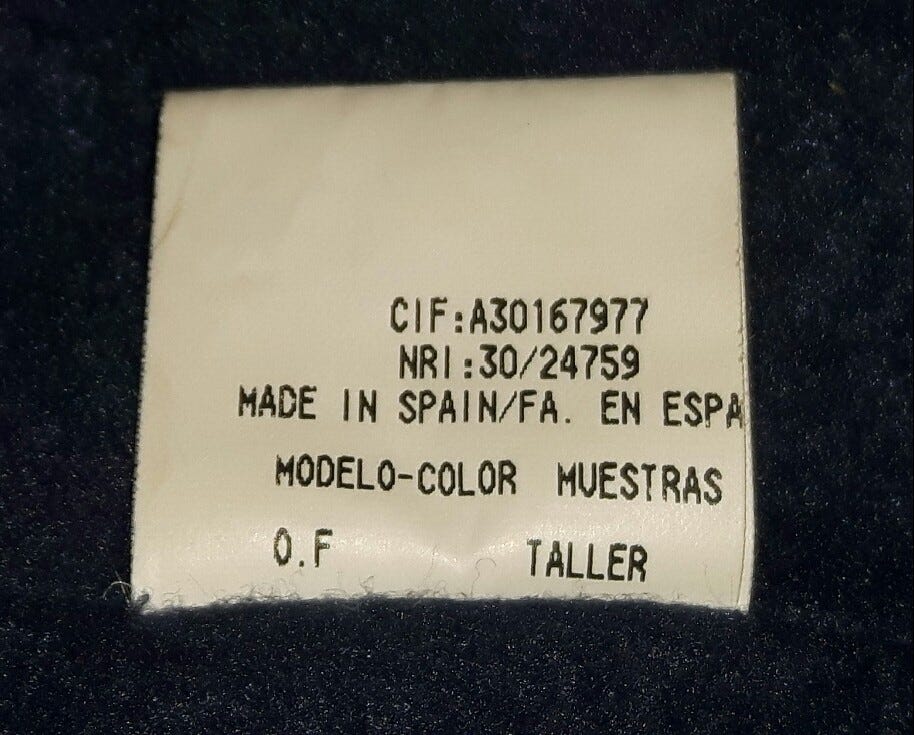 CIF:A30167977
NRI:30/24759
MADE IN SPAIN/FA. EN ESPA
MODELO-COLOR MUESTRAS
O.F TALLER